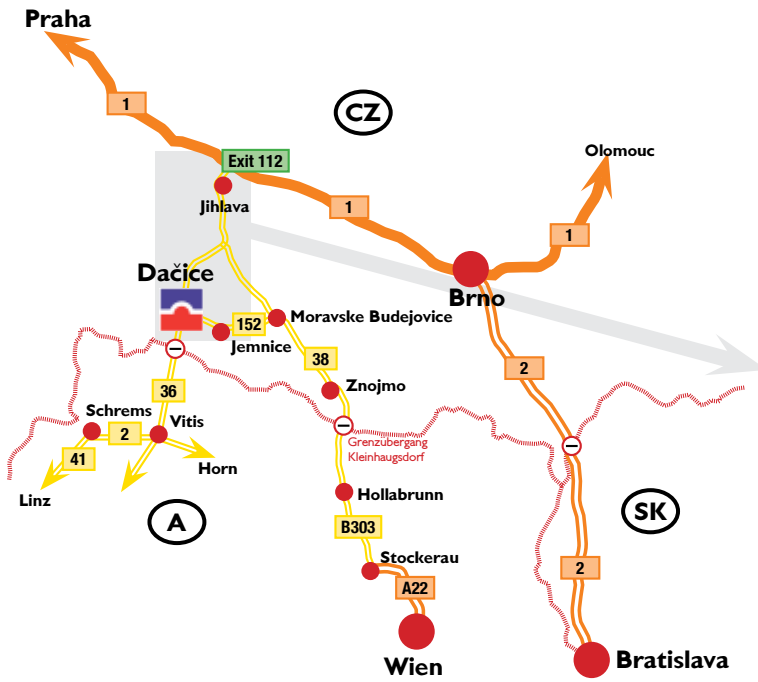 Praha
1
CZ
Olomouc
Exit 112
Jihlava
1
1
Dačice
Brno
152
Moravske Budejovice
Jemnice
38
2
36
Znojmo
Schrems
2
Vitis
41
Horn
Grenzubergang
Kleinhaugsdorf
Linz
A
Hollabrunn
SK
B303
Stockerau
2
A22
Wien
Bratislava